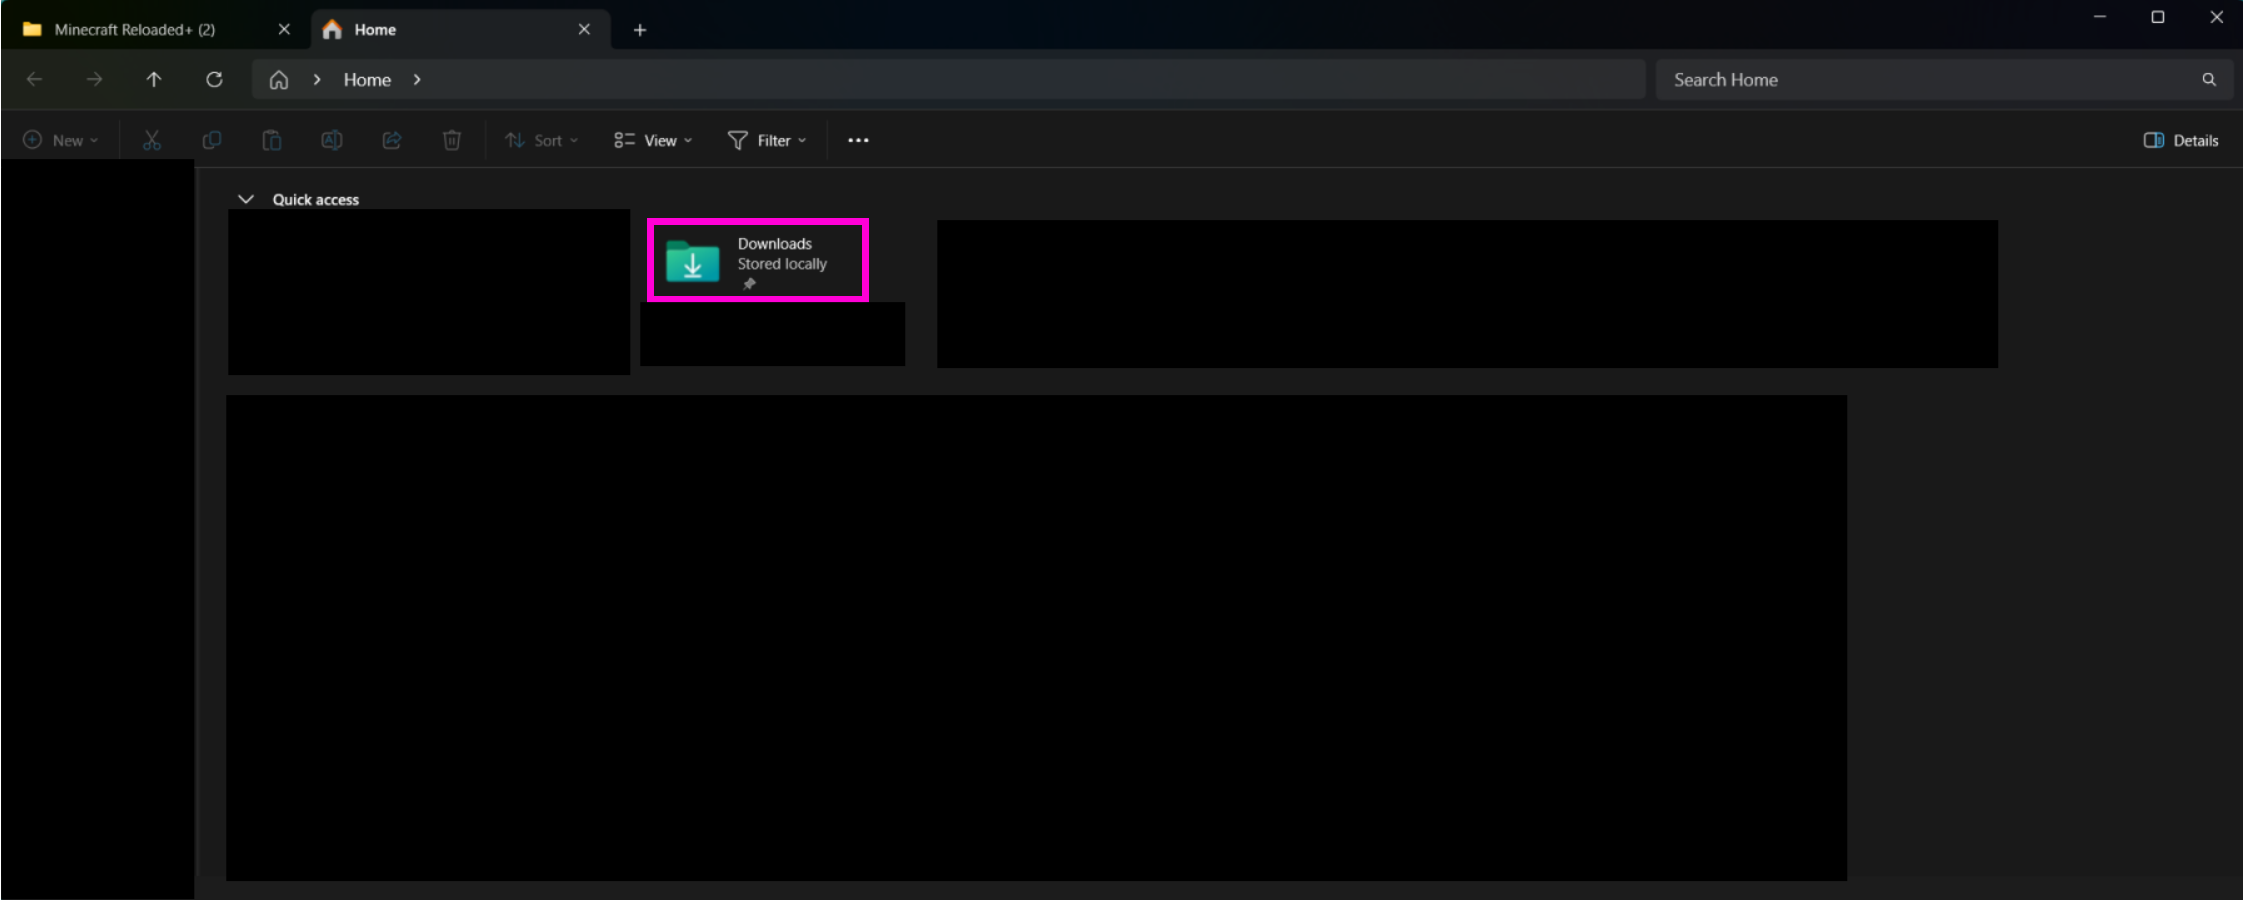 Minecraft Reloaded+ (2)
Home
Home
Search Home
New
Sort
View
Filter
Details
Quick access
Downloads
Stored locally